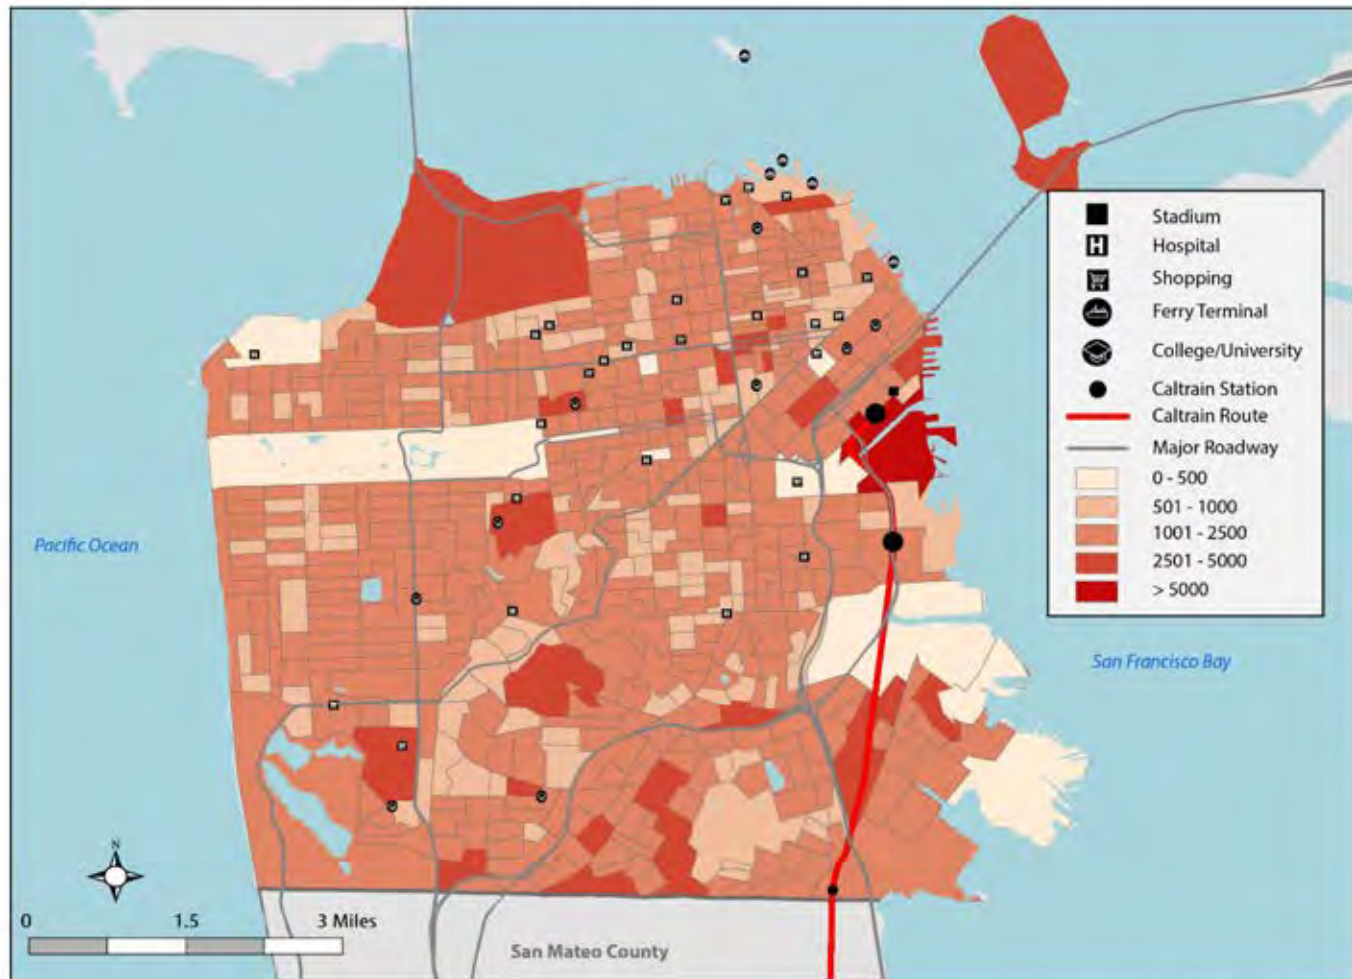 Stadium
H Hospital
Shopping
Ferry Terminal
College/University
Caltrain Station
Caltrain Route
Major Roadway
0 - 500
501 - 1000
1001 - 2500
2501 - 5000
> 5000
Pacific Ocean
San Francisco Bay
N
0 1.5 3 Miles
San Mateo County